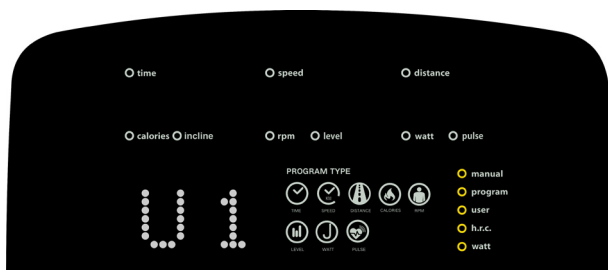 time speed distance
calories incline rpm level watt pulse
PROGRAM TYPE
TIME SPEED DISTANCE CALORIES RPM
LEVEL WATT PULSE
U1
manual
program
user
h.r.c.
watt